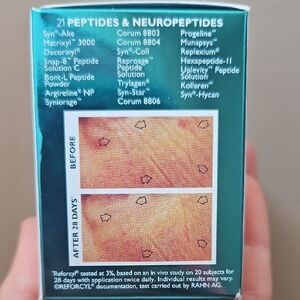 21 PEPTIDES & NEUROPEPTIDES
Syn®-Ake
Matrixyl™ 3000
Decorinyl®
Snap-8™ Peptide
Solution C
Bont-L Peptide
Powder
Argireline® NP
Syniorage™
Corum 8803
Corum 8804
Syn®-Coll
Reproage™
Peptide
Solution
Trylagen®
Syn-Star™
Corum 8806
Progeline™
Munapsys™
Replexium®
Hexapeptide-11
Uplevity™ Peptide
Solution
Kollaren™
Syn®-Hycan
BEFORE
AFTER 28 DAYS*
*Reforcyl® tested at 3%, based on an in vivo study on 20 subjects for
28 days with application twice daily. Individual results may vary.
©REFORCYL® documentation, test carried out by RAHN AG.